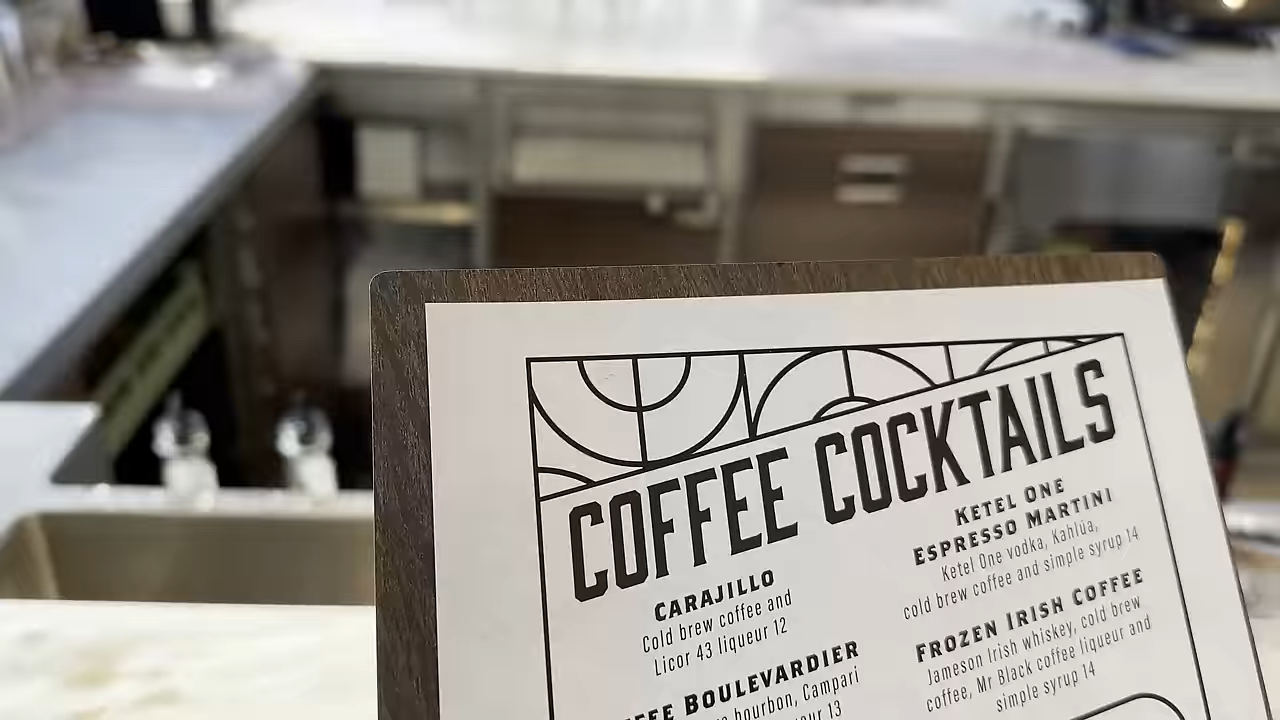 COFFEE COCKTAILS
CARAJILLO
Cold brew coffee and
Licor 43 liqueur 12
BOULEVARDIER
bourbon, Campari
13
KETEL ONE
ESPRESSO MARTINI
Ketel One vodka, Kahlúa,
cold brew coffee and simple syrup 14
FROZEN IRISH COFFEE
Jameson Irish whiskey, cold brew
coffee, Mr Black coffee liqueur and
simple syrup 14